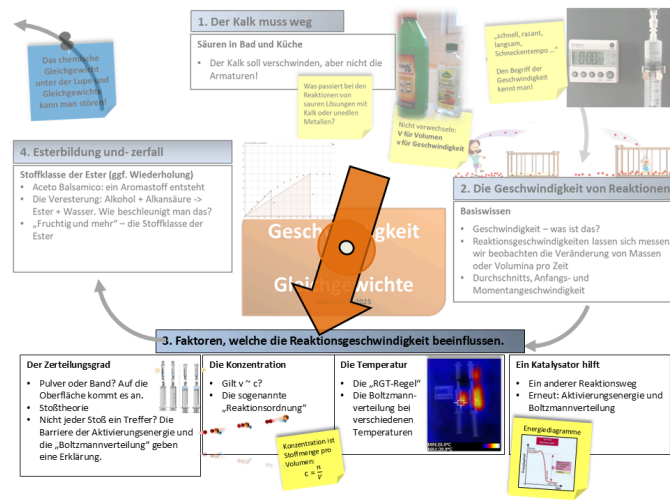 1. Der Kalk muss weg
Säuren in Bad und Küche
• Der Kalk soll verschwinden, aber nicht die
Armaturen!
Was passiert bei den
Reaktionen von
sauren Lösungen mit
Kalk oder unedlen
Metallen?
Nicht verwechseln:
V für Volumen
v für Geschwindigkeit
„schnell, rasant,
langsam,
Schneckentempo …“
Den Begriff der
Geschwindigkeit
kennt man!
Das chemische
Gleichgewicht
unter der Lupe und
Gleichgewichte
kann man stören!
4. Esterbildung und- zerfall
Stoffklasse der Ester (ggf. Wiederholung)
• Aceto Balsamico: ein Aromastoff entsteht
• Die Veresterung: Alkohol + Alkansäure ->
Ester + Wasser. Wie beschleunigt man das?
• „Fruchtig und mehr“ – die Stoffklasse der
Ester
2. Die Geschwindigkeit von Reaktionen
Basiswissen
• Geschwindigkeit – was ist das?
• Reaktionsgeschwindigkeiten lassen sich messen
wir beobachten die Veränderung von Massen
oder Volumina pro Zeit
• Durchschnitts, Anfangs- und
Momentangeschwindigkeit
Gleichgewichte
2025
3. Faktoren, welche die Reaktionsgeschwindigkeit beeinflussen.
Der Zerteilungsgrad
• Pulver oder Band? Auf die
Oberfläche kommt es an.
• Stoßtheorie
• Nicht jeder Stoß ein Treffer? Die
Barriere der Aktivierungsenergie und
die „Boltzmannverteilung“ geben
eine Erklärung.
Die Konzentration
• Gilt v ~ c?
• Die sogenannte
„Reaktionsordnung“
Konzentration ist
Stoffmenge pro
Volumen:
c = n/V
Die Temperatur
• Die „RGT-Regel“
• Die Boltzmann-
verteilung bei
verschiedenen
Temperaturen
Ein Katalysator hilft
• Ein anderer Reaktionsweg
• Erneut: Aktivierungsenergie und
Boltzmannverteilung
Energiediagramme